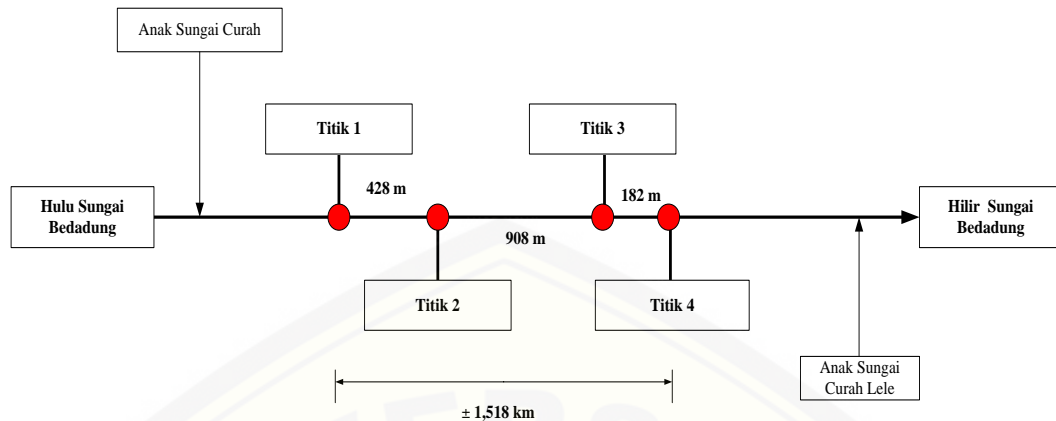 Anak Sungai Curah
Titik 1
Titik 3
428 m
182 m
Hulu Sungai
Bedadung
Hilir Sungai
Bedadung
908 m
Titik 2
Titik 4
Anak Sungai
Curah Lele
± 1,518 km